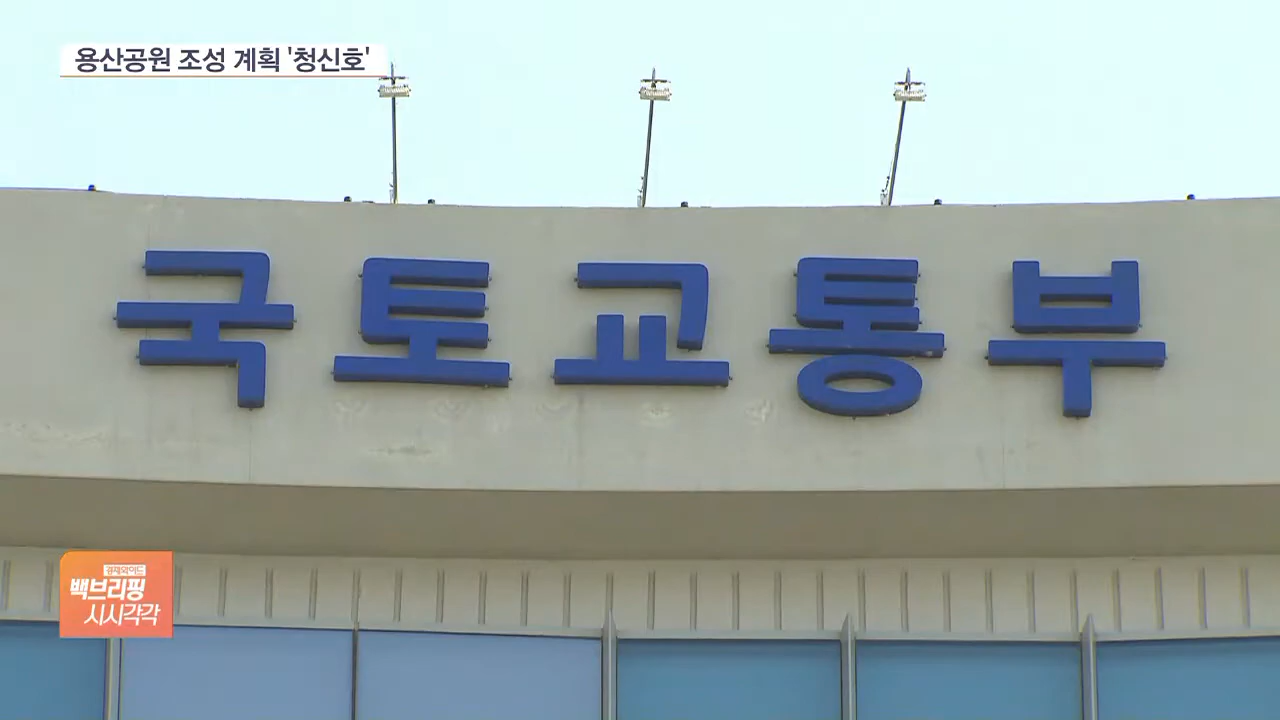 용산공원 조성 계획 '청신호'
국토교통부
경제와이드
백브리핑
시시각각